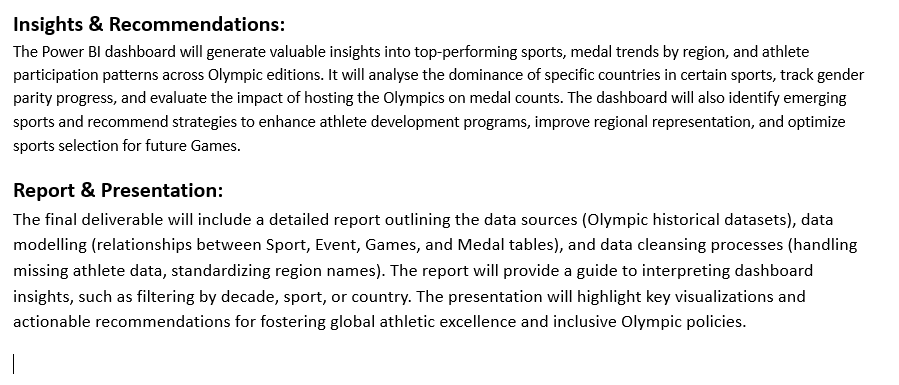 Insights & Recommendations:
The Power BI dashboard will generate valuable insights into top-performing sports, medal trends by region, and athlete
participation patterns across Olympic editions. It will analyse the dominance of specific countries in certain sports, track gender
parity progress, and evaluate the impact of hosting the Olympics on medal counts. The dashboard will also identify emerging
sports and recommend strategies to enhance athlete development programs, improve regional representation, and optimize
sports selection for future Games.
Report & Presentation:
The final deliverable will include a detailed report outlining the data sources (Olympic historical datasets), data
modelling (relationships between Sport, Event, Games, and Medal tables), and data cleansing processes (handling
missing athlete data, standardizing region names). The report will provide a guide to interpreting dashboard
insights, such as filtering by decade, sport, or country. The presentation will highlight key visualizations and
actionable recommendations for fostering global athletic excellence and inclusive Olympic policies.